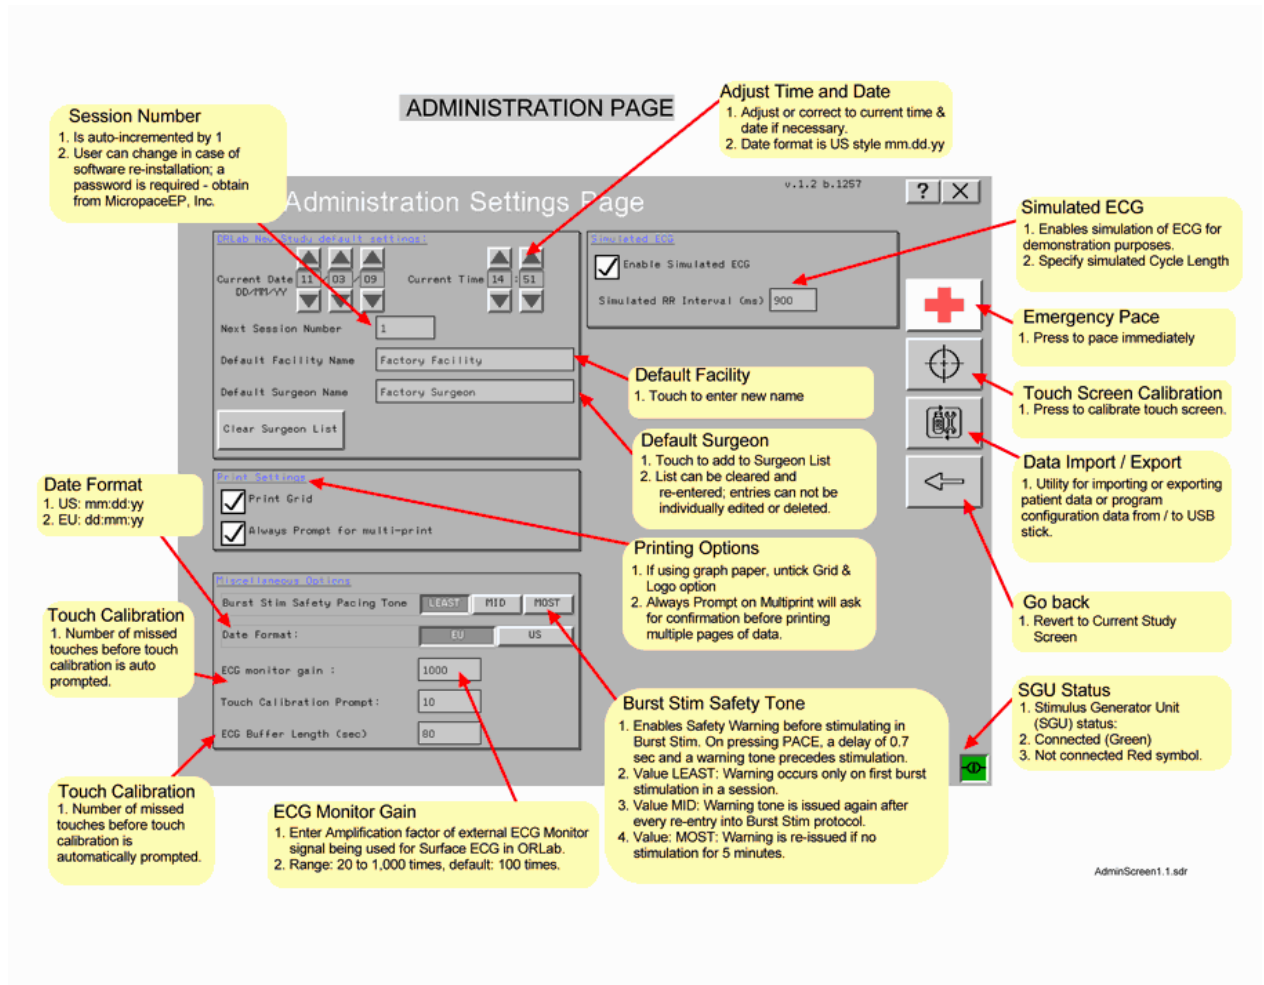 ADMINISTRATION PAGE
Session Number
1. Is auto-incremented by 1
2. User can change in case of
software re-installation; a
password is required - obtain
from MicropaceEP, Inc.
Adjust Time and Date
1. Adjust or correct to current time &
date if necessary.
2. Date format is US style mm.dd.yy
Administration Settings Page
v.1.2 b.1257
? X
ORLab New Study default settings:
Current Date 11 / 03 / 09
DD/MM/YY
Current Time 14 : 51
Next Session Number 1
Default Facility Name Factory Facility
Default Surgeon Name Factory Surgeon
Clear Surgeon List
Simulated ECG
Enable Simulated ECG
Simulated RR Interval (ms) 900
Simulated ECG
1. Enables simulation of ECG for
demonstration purposes.
2. Specify simulated Cycle Length
Emergency Pace
1. Press to pace immediately
Default Facility
1. Touch to enter new name
Touch Screen Calibration
1. Press to calibrate touch screen.
Default Surgeon
1. Touch to add to Surgeon List
2. List can be cleared and
re-entered; entries can not be
individually edited or deleted.
Data Import / Export
1. Utility for importing or exporting
patient data or program
configuration data from / to USB
stick.
Date Format
1. US: mm:dd:yy
2. EU: dd:mm:yy
Print Settings
Print Grid
Always Prompt for multi-print
Printing Options
1. If using graph paper, untick Grid &
Logo option
2. Always Prompt on Multiprint will ask
for confirmation before printing
multiple pages of data.
Go back
1. Revert to Current Study
Screen
Touch Calibration
1. Number of missed
touches before touch
calibration is auto
prompted.
Miscellaneous Options
Burst Stim Safety Pacing Tone LEAST MID MOST
Date Format: EU US
ECG monitor gain : 1000
Touch Calibration Prompt: 10
ECG Buffer Length (sec) 80
Burst Stim Safety Tone
1. Enables Safety Warning before stimulating in
Burst Stim. On pressing PACE, a delay of 0.7
sec and a warning tone precedes stimulation.
2. Value LEAST: Warning occurs only on first burst
stimulation in a session.
3. Value MID: Warning tone is issued again after
every re-entry into Burst Stim protocol.
4. Value: MOST: Warning is re-issued if no
stimulation for 5 minutes.
SGU Status
1. Stimulus Generator Unit
(SGU) status:
2. Connected (Green)
3. Not connected Red symbol.
Touch Calibration
1. Number of missed
touches before touch
calibration is
automatically prompted.
ECG Monitor Gain
1. Enter Amplification factor of external ECG Monitor
signal being used for Surface ECG in ORLab.
2. Range: 20 to 1,000 times, default: 100 times.
AdminScreen1.1.sdr